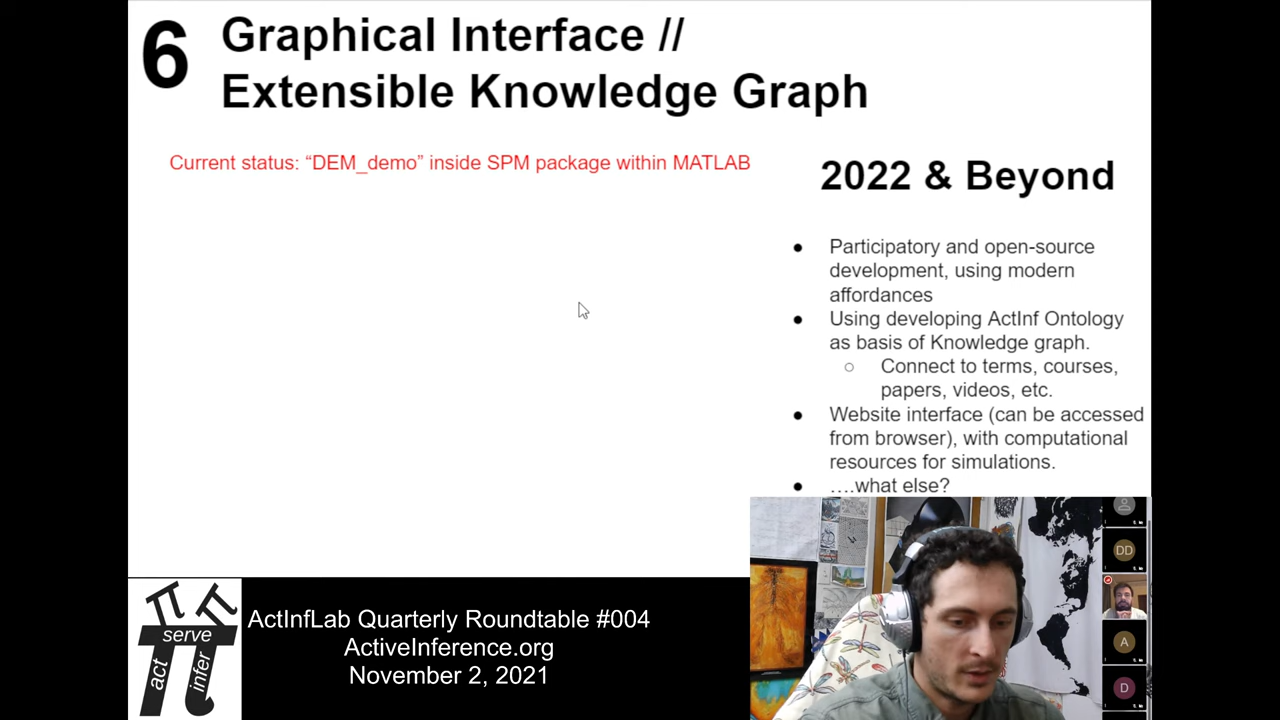 6
Graphical Interface //
Extensible Knowledge Graph
Current status: “DEM_demo” inside SPM package within MATLAB
2022 & Beyond
● Participatory and open-source
development, using modern
affordances
● Using developing ActInf Ontology
as basis of Knowledge graph.
○ Connect to terms, courses,
papers, videos, etc.
● Website interface (can be accessed
from browser), with computational
resources for simulations.
● ….what else?
DD
A
D
serve
act
infer
ActInfLab Quarterly Roundtable #004
ActiveInference.org
November 2, 2021